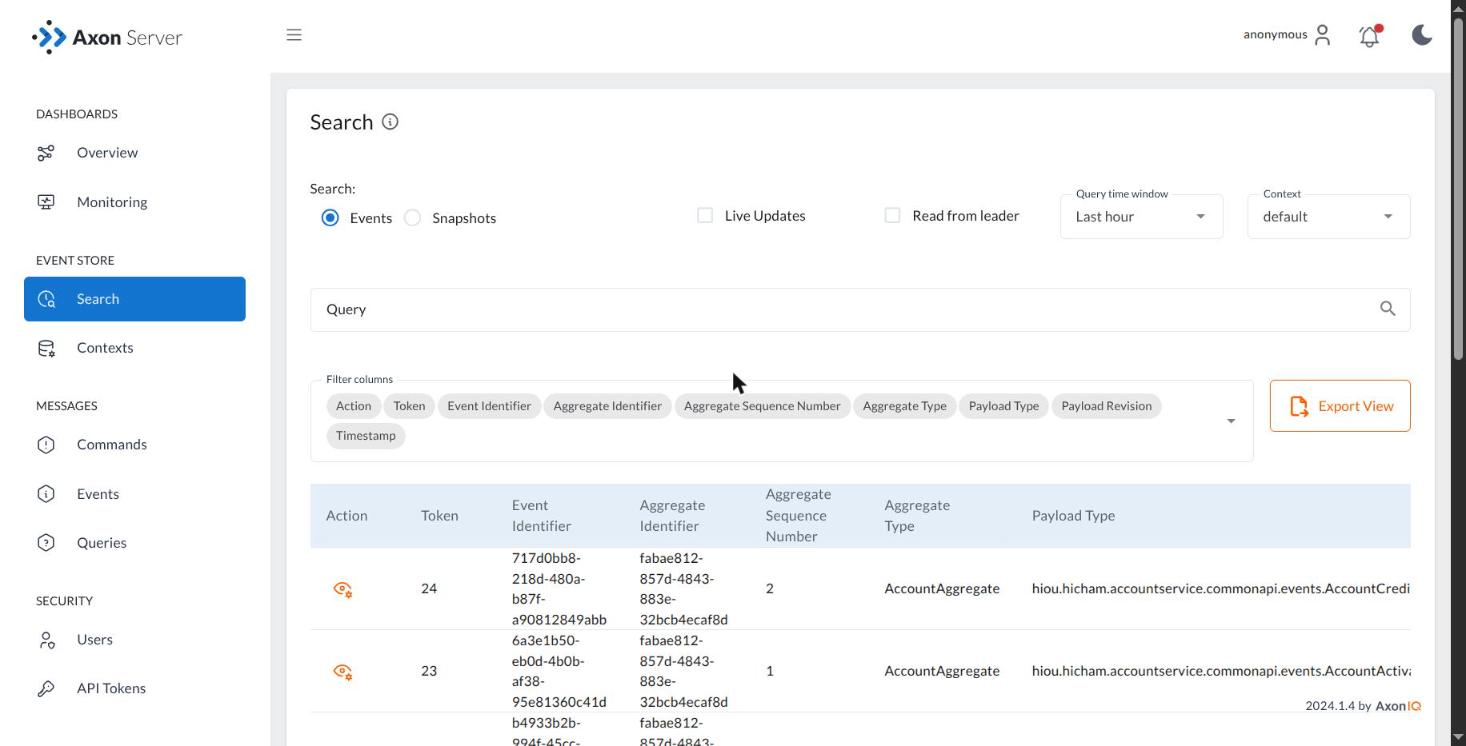 Axon Server
anonymous
DASHBOARDS
Overview
Monitoring
EVENT STORE
Search
Contexts
MESSAGES
Commands
Events
Queries
SECURITY
Users
API Tokens
Search
Search:
Events
Snapshots
Live Updates
Read from leader
Query time window
Last hour
Context
default
Query
Filter columns
Action Token Event Identifier Aggregate Identifier Aggregate Sequence Number Aggregate Type Payload Type Payload Revision
Timestamp
Export View
Action
Token
Event
Identifier
Aggregate
Identifier
Aggregate
Sequence
Number
Aggregate
Type
Payload Type
24
717d0bb8-
218d-480a-
b87f-
a90812849abb
fabae812-
857d-4843-
883e-
32bcb4ecaf8d
2
AccountAggregate
hiou.hicham.accountservice.commonapi.events.AccountCredi
23
6a3e1b50-
eb0d-4b0b-
af38-
95e81360c41d
fabae812-
857d-4843-
883e-
32bcb4ecaf8d
1
AccountAggregate
hiou.hicham.accountservice.commonapi.events.AccountActiva
b4933b2b-
994f-45cc-
fabae812-
857d-4843-
2024.1.4 by AxonIQ